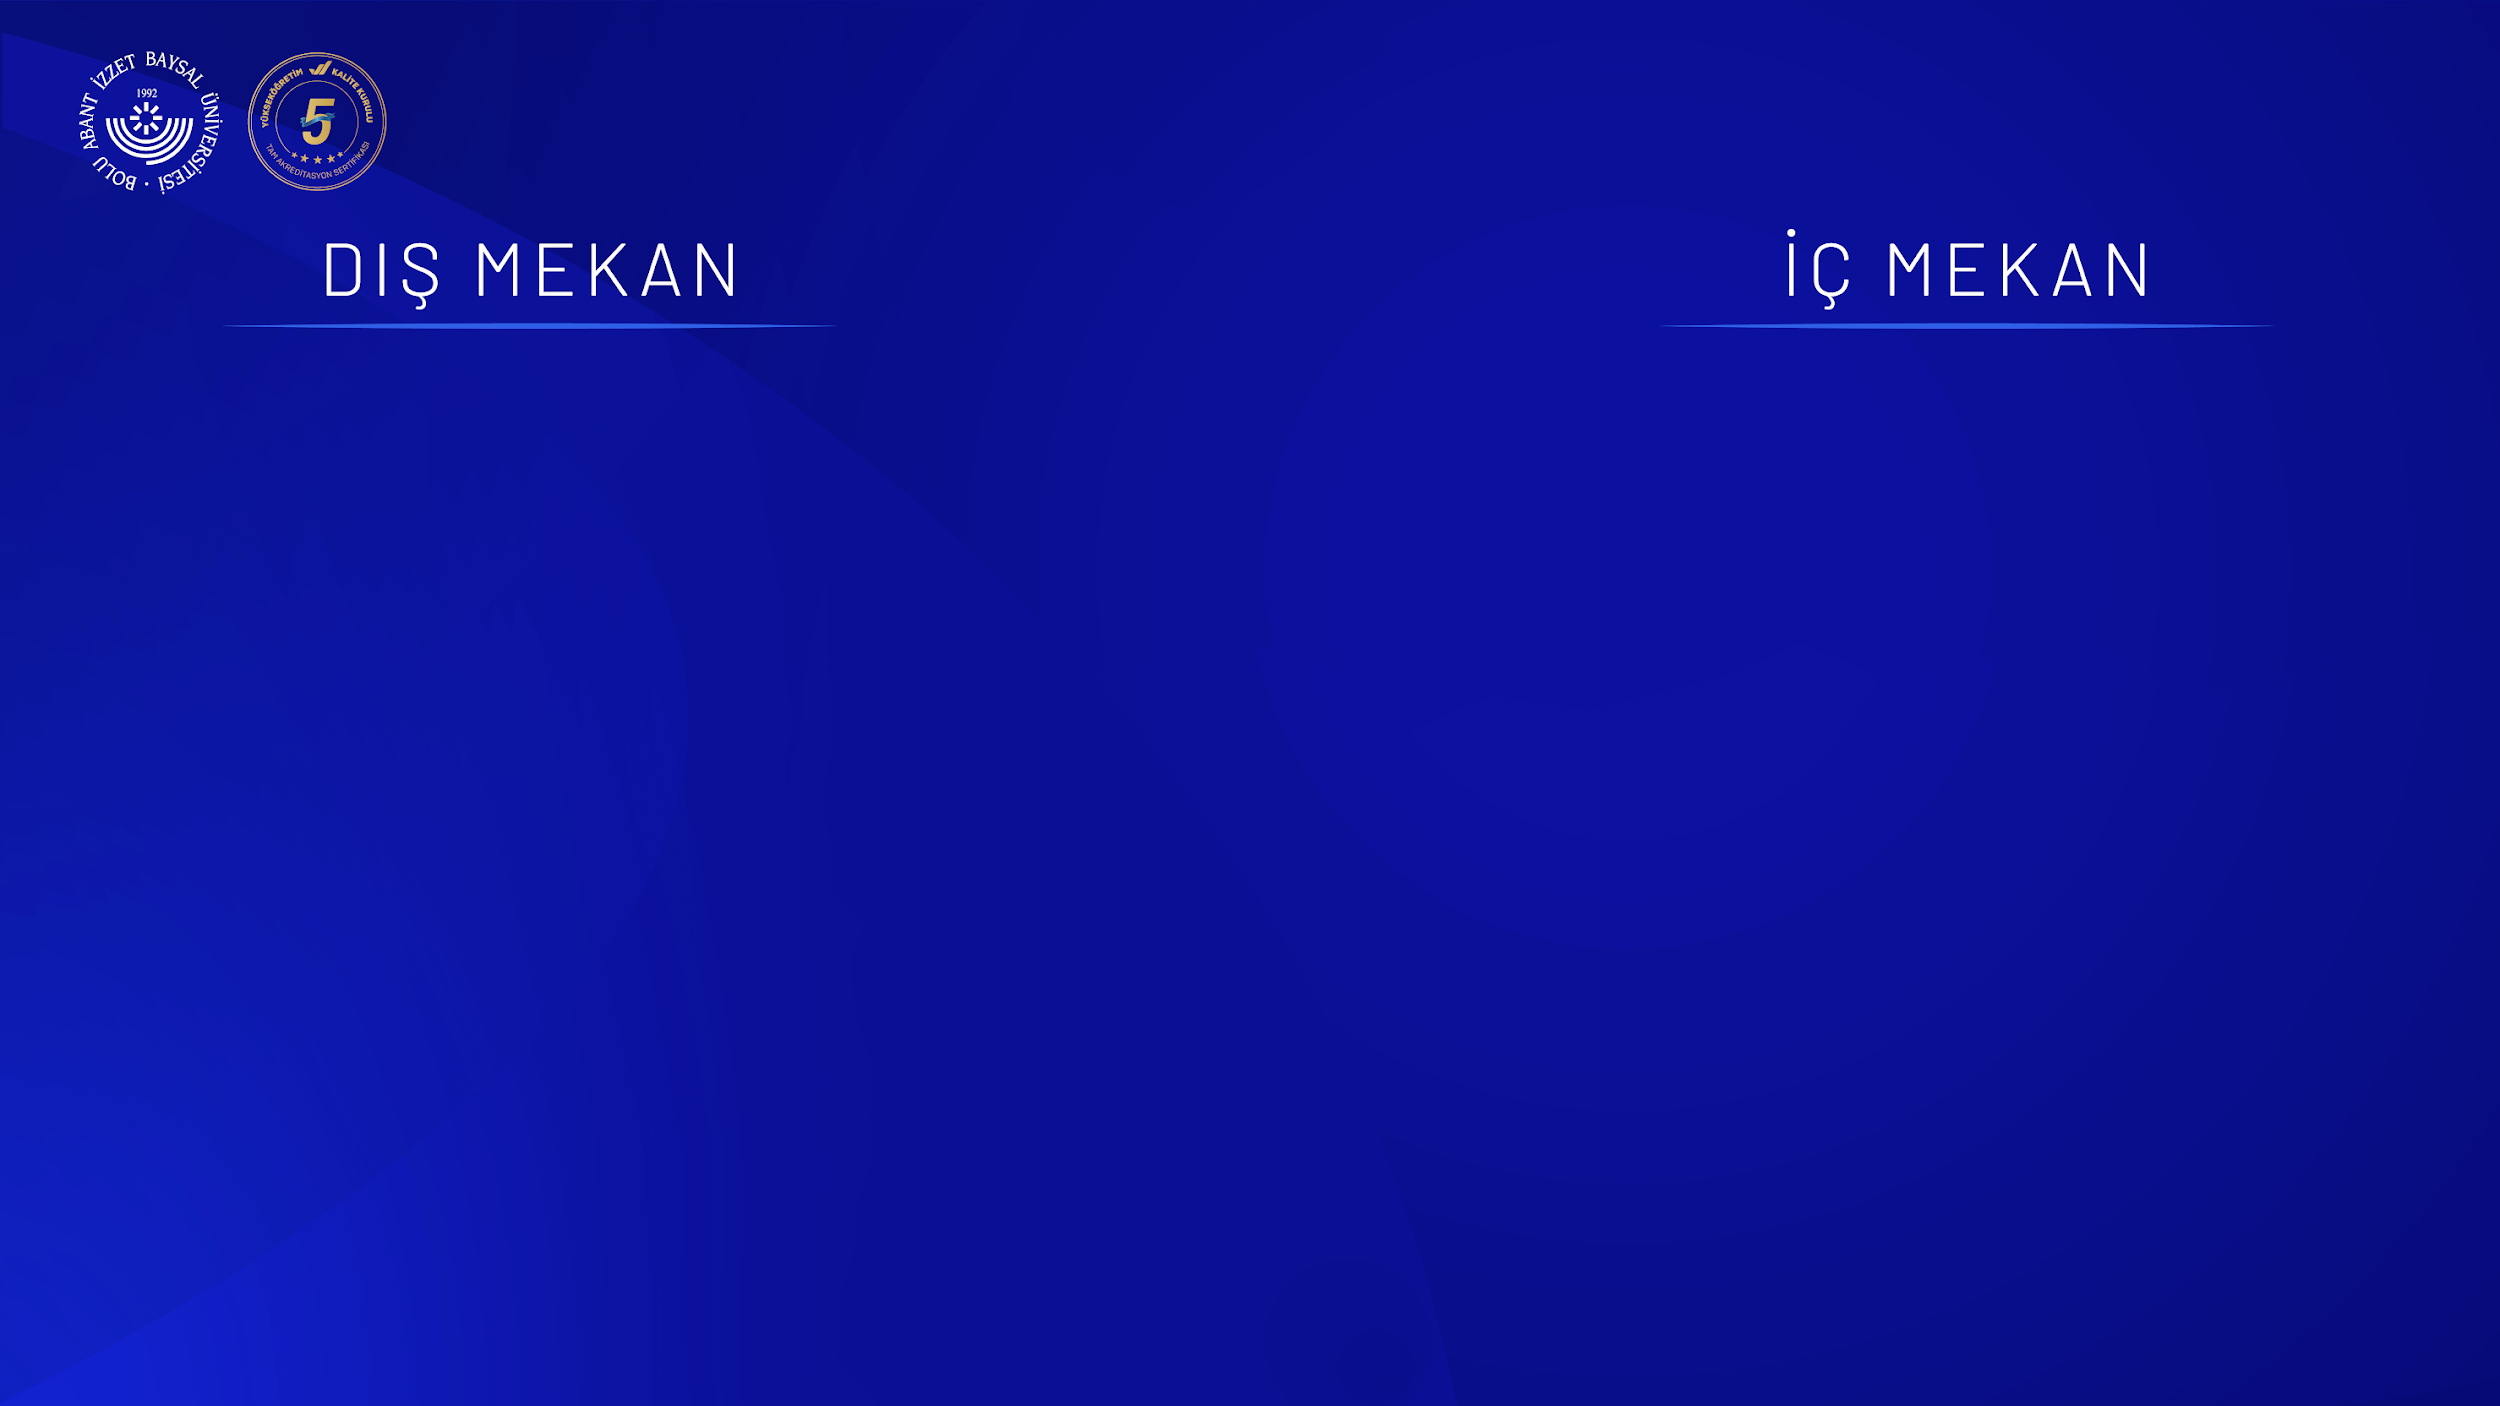 BOLU ABANT İZZET BAYSAL ÜNİVERSİTESİ ·
1992
YÜKSEKÖĞRETİM KALİTE KURULU
5
TAM AKREDİTASYON SERTİFİKASI
DIŞ MEKAN
İÇ MEKAN